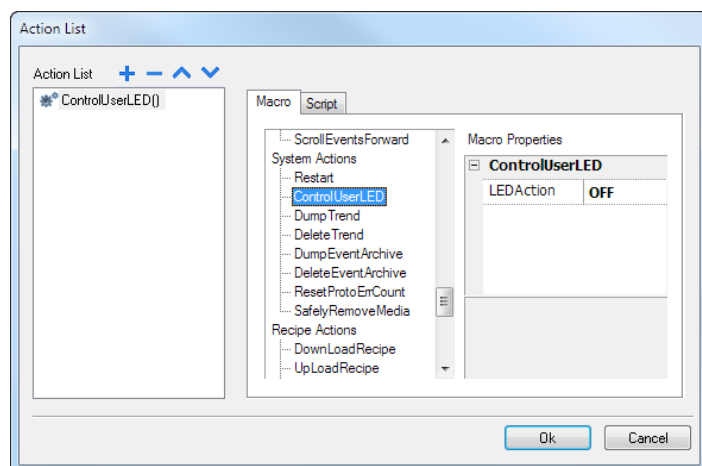 Action List
Action List
ControlUserLED()
Macro
Script
ScrollEventsForward
System Actions
Restart
ControlUserLED
DumpTrend
DeleteTrend
DumpEventArchive
DeleteEventArchive
ResetProtoErrCount
SafelyRemoveMedia
Recipe Actions
DownLoadRecipe
UpLoadRecipe
Macro Properties
ControlUserLED
LEDAction OFF
Ok
Cancel